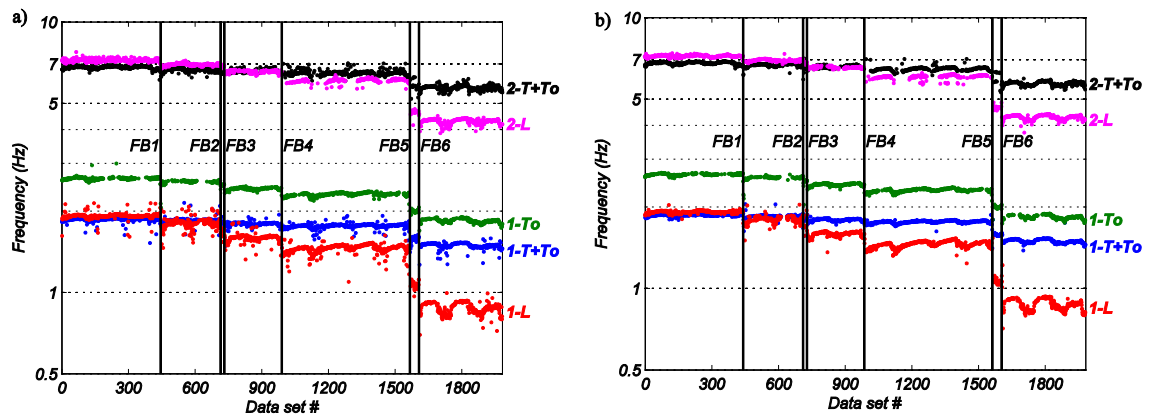 a)
10
7
5
1
0.5
Frequency (Hz)
FB1
FB2
FB3
FB4
FB5
FB6
2-T+To
2-L
1-To
1-T+To
1-L
0
300
600
900
1200
1500
1800
Data set #
b)
10
7
5
1
0.5
Frequency (Hz)
FB1
FB2
FB3
FB4
FB5
FB6
2-T+To
2-L
1-To
1-T+To
1-L
0
300
600
900
1200
1500
1800
Data set #